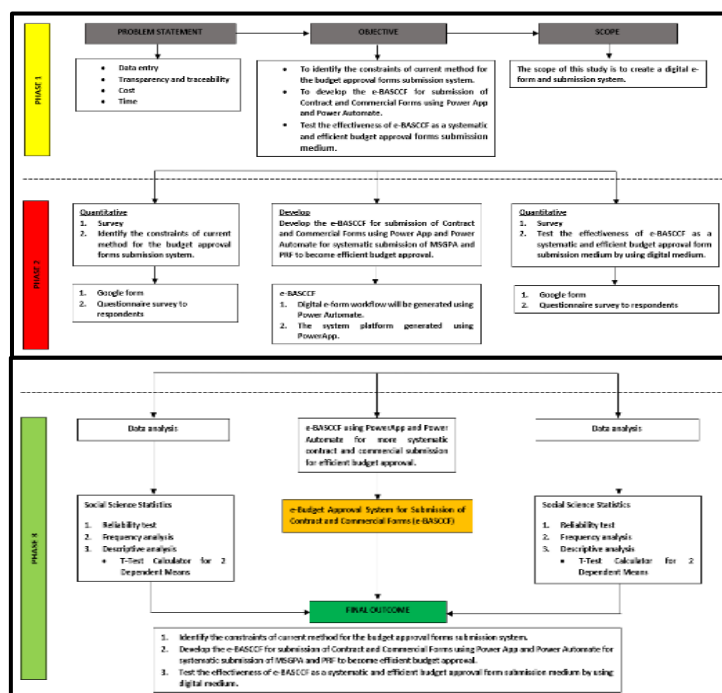 PROBLEM STATEMENT
OBJECTIVE
SCOPE
PHASE 1
• Data entry
• Transparency and traceability
• Cost
• Time
• To identify the constraints of current method for
the budget approval forms submission system.
• To develop the e-BASCCF for submission of
Contract and Commercial Forms using Power App
and Power Automate.
• Test the effectiveness of e-BASCCF as a systematic
and efficient budget approval forms submission
medium.
The scope of this study is to create a digital e-
form and submission system.
PHASE 2
Quantitative
1. Survey
2. Identify the constraints of current
method for the budget approval
forms submission system.
Develop
Develop the e-BASCCF for submission of Contract
and Commercial Forms using Power App and Power
Automate for systematic submission of MSGPA and
PRF to become efficient budget approval.
Quantitative
1. Survey
2. Test the effectiveness of e-BASCCF as a
systematic and efficient budget approval form
submission medium by using digital medium.
1. Google form
2. Questionnaire survey to
respondents
e-BASCCF
1. Digital e-form workflow will be generated using
Power Automate.
2. The system platform generated using
PowerApp.
1. Google form
2. Questionnaire survey to respondents
Data analysis
e-BASCCF using PowerApp and Power
Automate for more systematic
contract and commercial submission
for efficient budget approval.
Data analysis
Social Science Statistics
1. Reliability test
2. Frequency analysis
3. Descriptive analysis
• T-Test Calculator for 2
Dependent Means
e-Budget Approval System for Submission of
Contract and Commercial Forms (e-BASCCF)
Social Science Statistics
1. Reliability test
2. Frequency analysis
3. Descriptive analysis
• T-Test Calculator for 2
Dependent Means
PHASE
FINAL OUTCOME
1. Identify the constraints of current method for the budget approval forms submission system.
2. Develop the e-BASCCF for submission of Contract and Commercial Forms using Power App and Power Automate for
systematic submission of MSGPA and PRF to become efficient budget approval.
3. Test the effectiveness of e-BASCCF as a systematic and efficient budget approval form submission medium by using
digital medium.